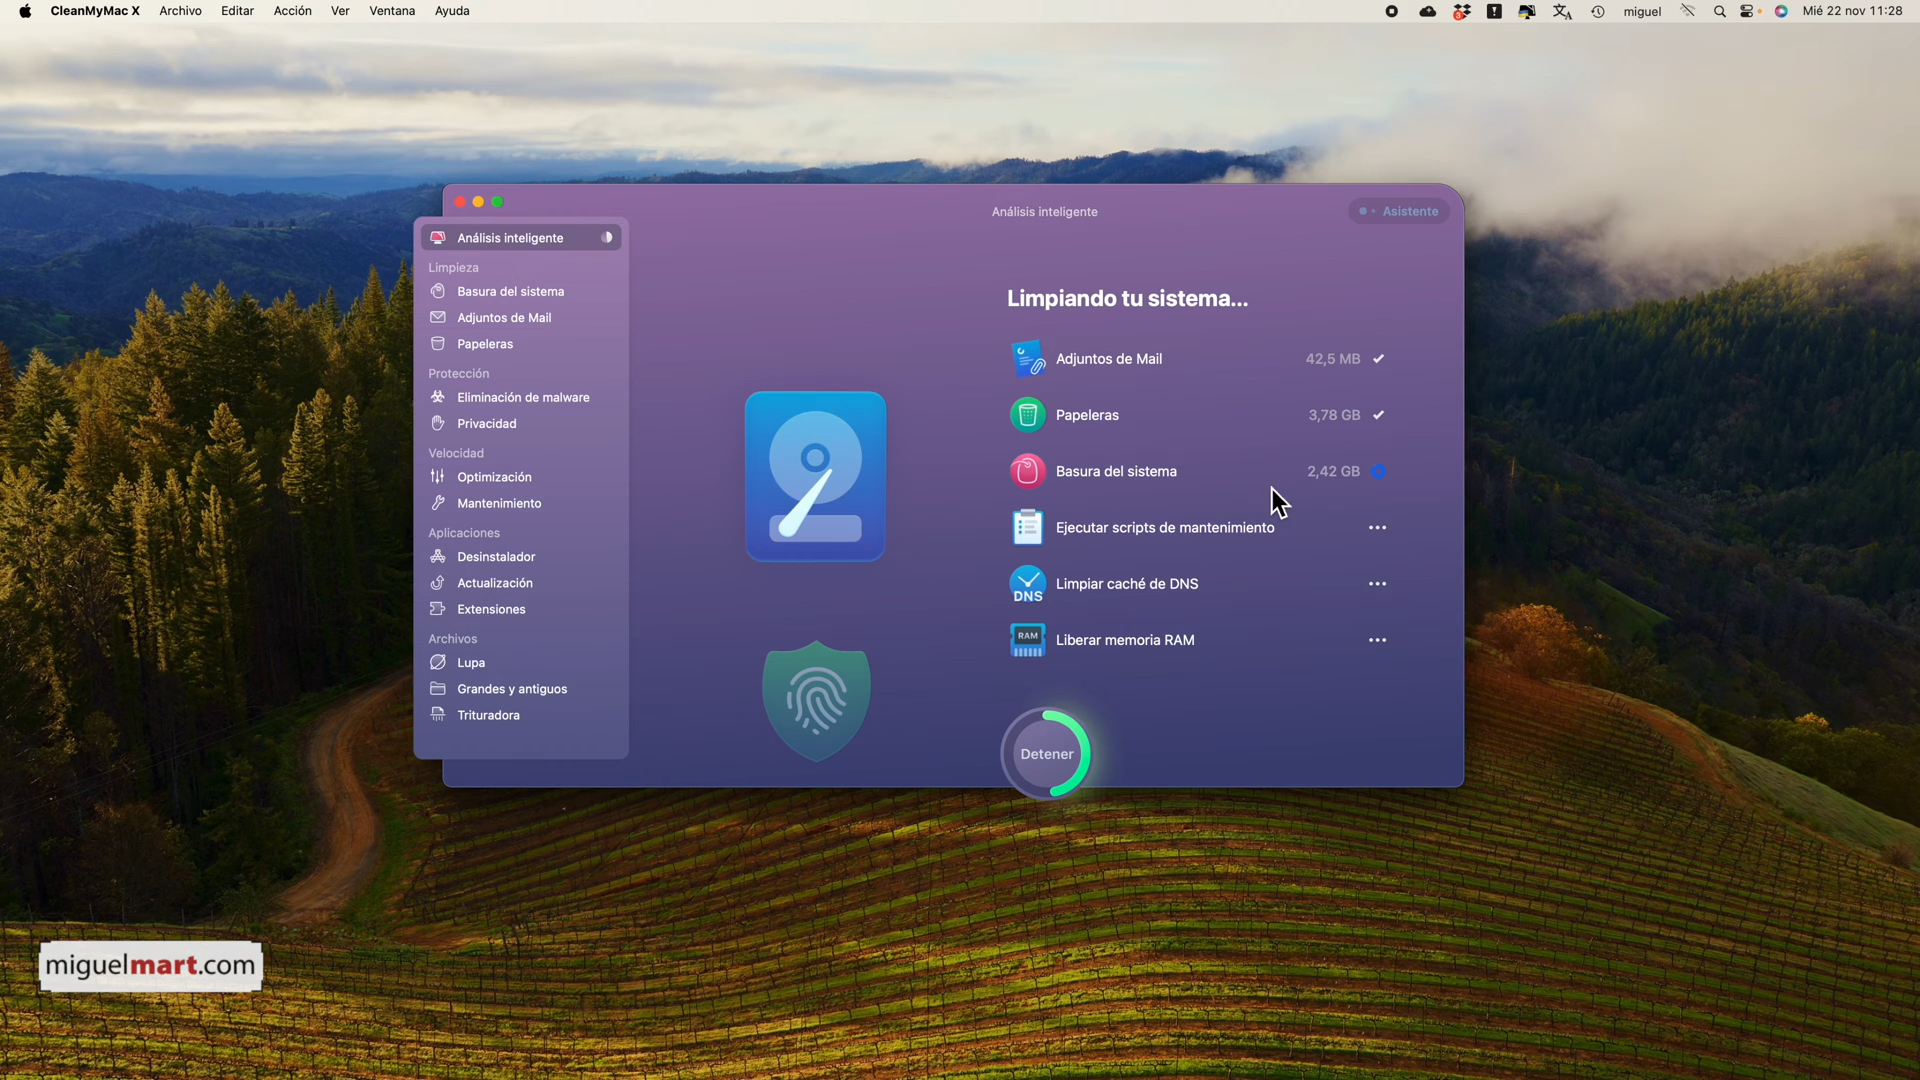 CleanMyMac X Archivo Editar Acción Ver Ventana Ayuda
3 miguel Mié 22 nov 11:28
Análisis inteligente
Asistente
Análisis inteligente
Limpieza
Basura del sistema
Adjuntos de Mail
Papeleras
Protección
Eliminación de malware
Privacidad
Velocidad
Optimización
Mantenimiento
Aplicaciones
Desinstalador
Actualización
Extensiones
Archivos
Lupa
Grandes y antiguos
Trituradora
Limpiando tu sistema...
Adjuntos de Mail 42,5 MB
Papeleras 3,78 GB
Basura del sistema 2,42 GB
Ejecutar scripts de mantenimiento
DNS Limpiar caché de DNS
RAM Liberar memoria RAM
Detener
miguelmart.com